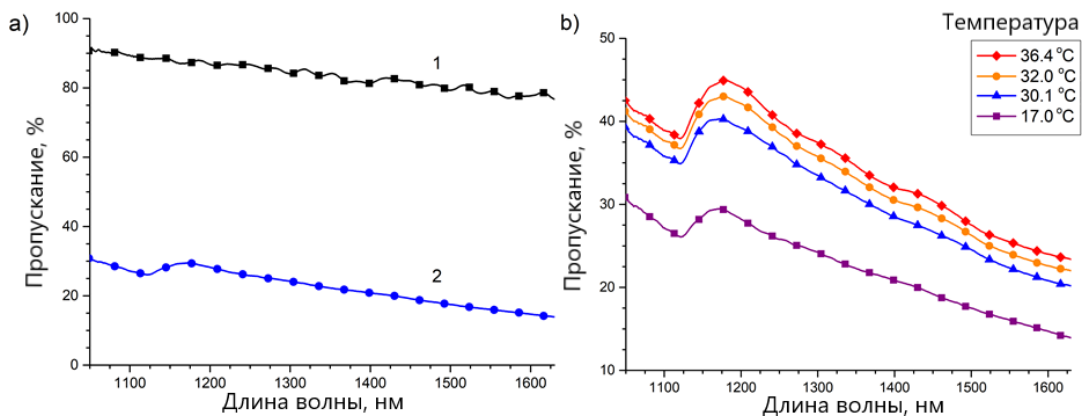 a)
Пропускание, %
100
80
60
40
20
0
1
2
1100 1200 1300 1400 1500 1600
Длина волны, нм
b)
Температура
36.4 °C
32.0 °C
30.1 °C
17.0 °C
Пропускание, %
50
40
30
20
10
1100 1200 1300 1400 1500 1600
Длина волны, нм